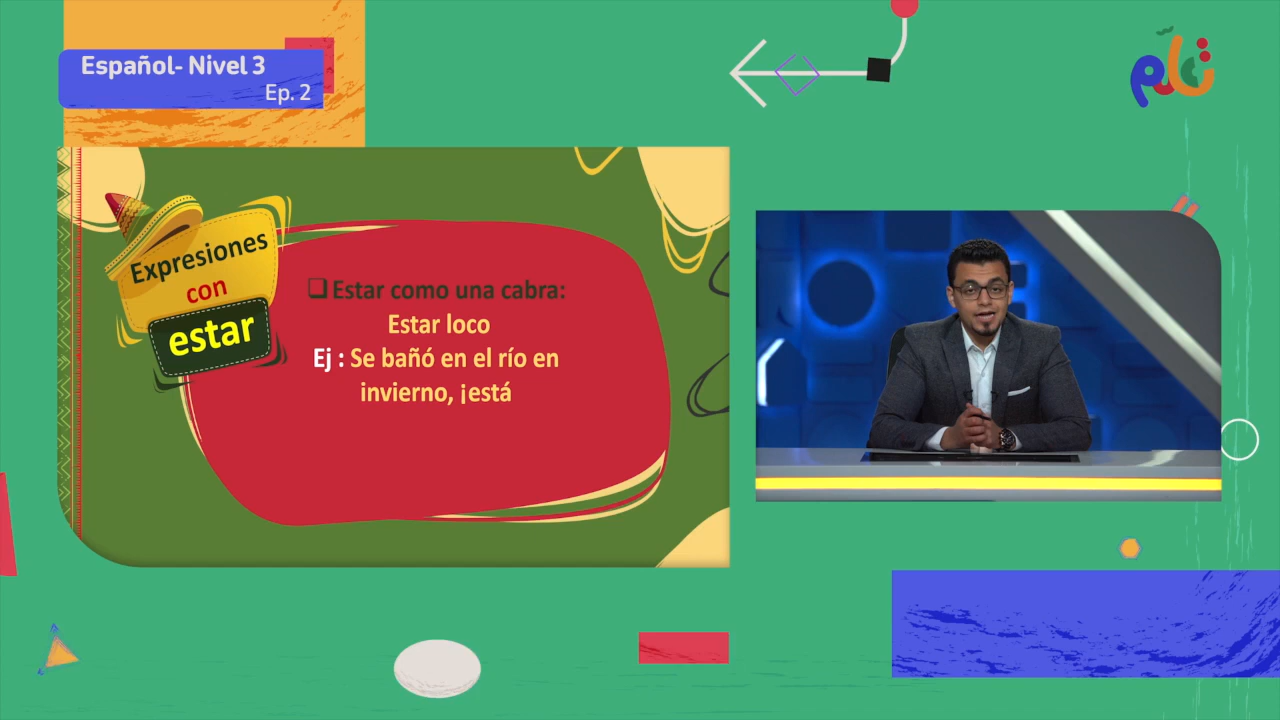 Español- Nivel 3
Ep. 2
Expresiones
con
estar
Estar como una cabra:
Estar loco
Ej : Se bañó en el río en
invierno, ¡está